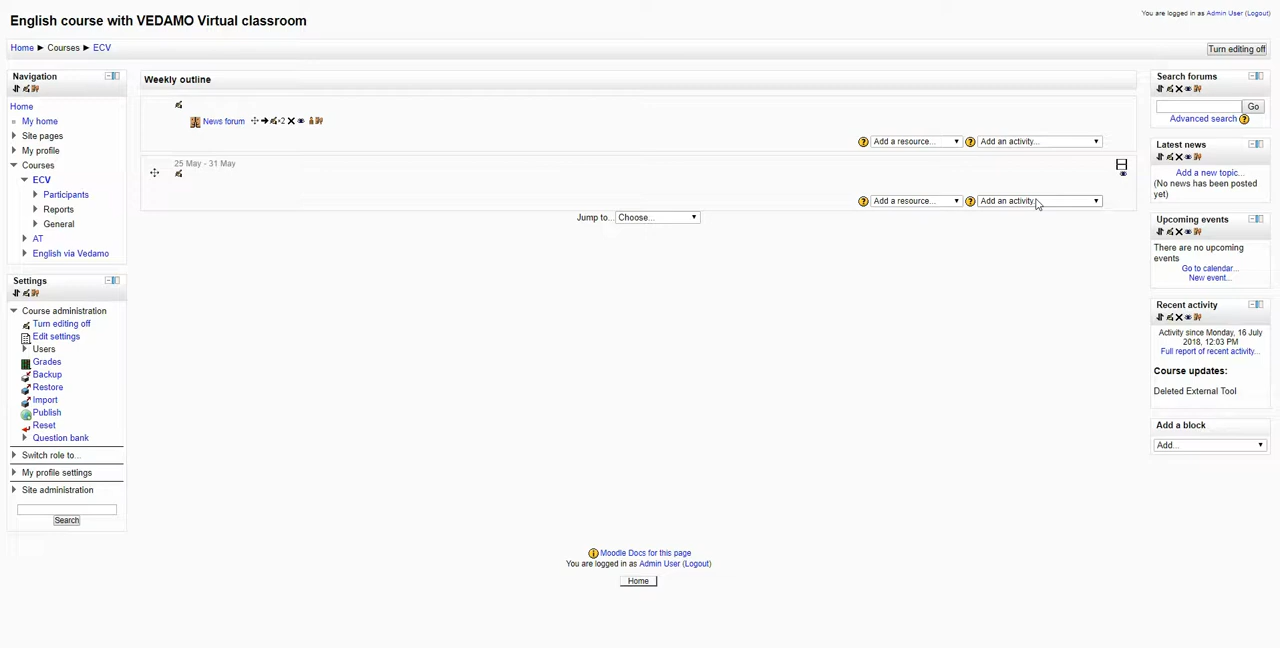 You are logged in as Admin User (Logout)
English course with VEDAMO Virtual classroom
Home ► Courses ► ECV
Turn editing off
Navigation
Home
My home
Site pages
My profile
Courses
ECV
Participants
Reports
General
AT
English via Vedamo
Settings
Course administration
Turn editing off
Edit settings
Users
Grades
Backup
Restore
Import
Publish
Reset
Question bank
Switch role to...
My profile settings
Site administration
Search
Weekly outline
News forum
2
Add a resource... Add an activity...
25 May - 31 May
Add a resource... Add an activity
Jump to... Choose...
Moodle Docs for this page
You are logged in as Admin User (Logout)
Home
Search forums
Go
Advanced search
Latest news
Add a new topic...
(No news has been posted
yet)
Upcoming events
There are no upcoming
events
Go to calendar...
New event...
Recent activity
Activity since Monday, 16 July
2018, 12:03 PM
Full report of recent activity...
Course updates:
Deleted External Tool
Add a block
Add...